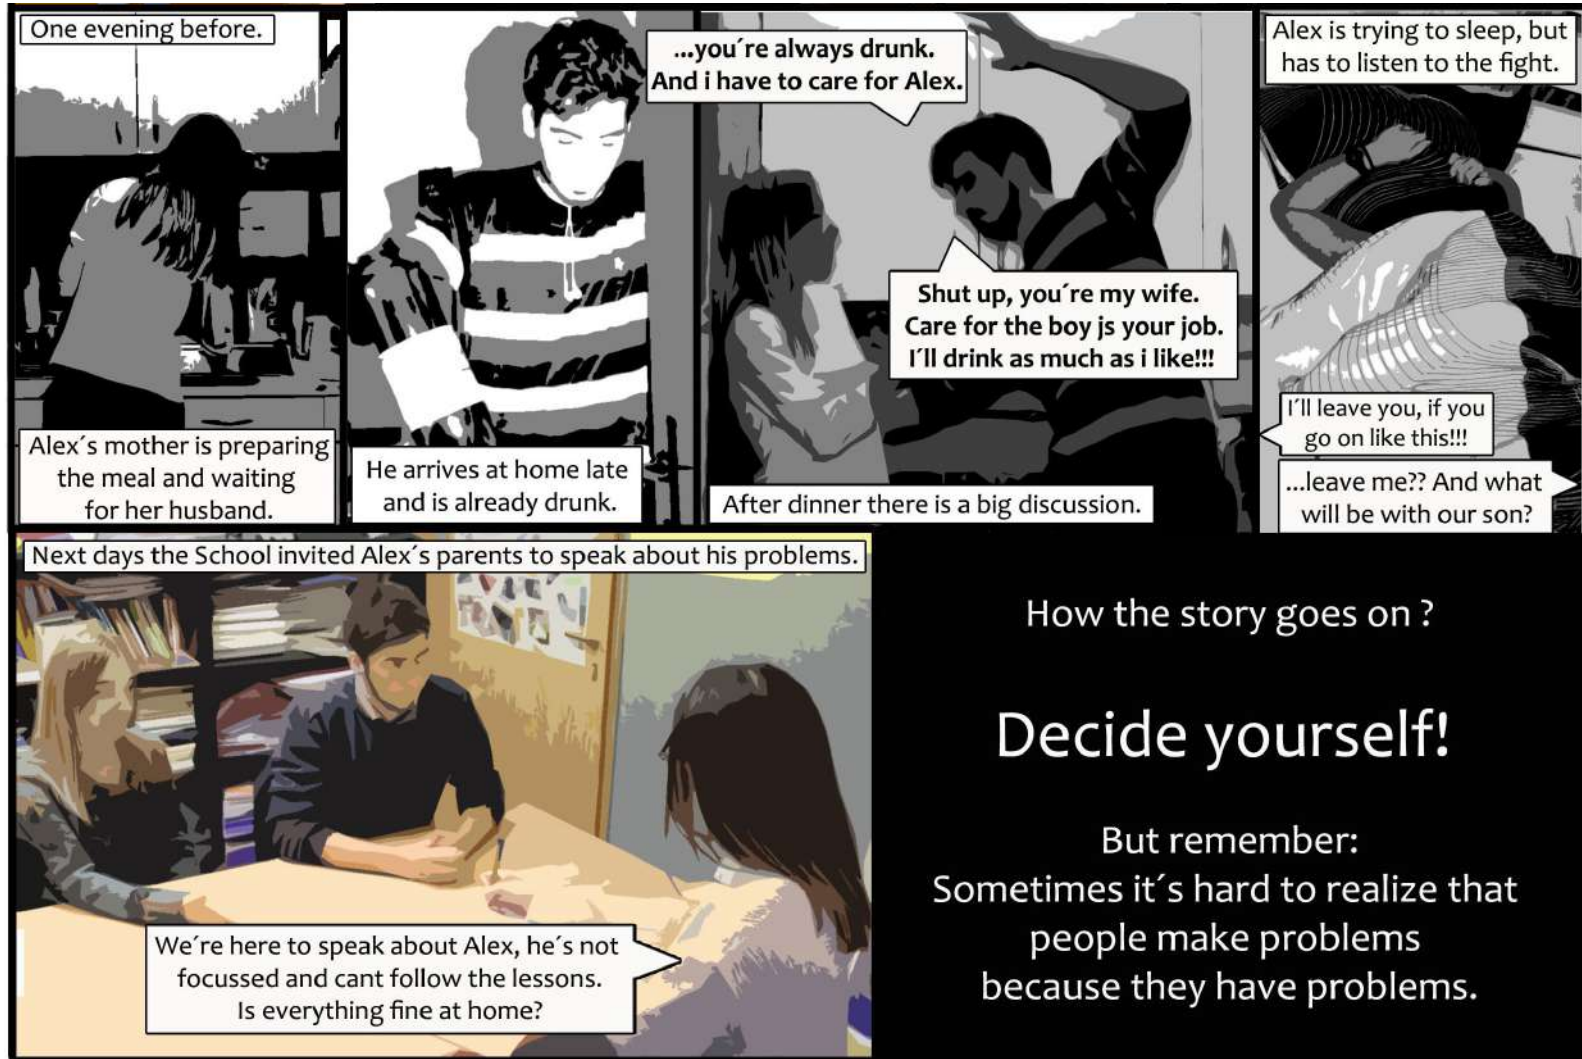 One evening before.
Alex´s mother is preparing
the meal and waiting
for her husband.
He arrives at home late
and is already drunk.
...you´re always drunk.
And i have to care for Alex.
Shut up, you´re my wife.
Care for the boy js your job.
I´ll drink as much as i like!!!
After dinner there is a big discussion.
Alex is trying to sleep, but
has to listen to the fight.
I´ll leave you, if you
go on like this!!!
...leave me?? And what
will be with our son?
Next days the School invited Alex´s parents to speak about his problems.
We´re here to speak about Alex, he´s not
focussed and cant follow the lessons.
Is everything fine at home?
How the story goes on ?
Decide yourself!
But remember:
Sometimes it´s hard to realize that
people make problems
because they have problems.